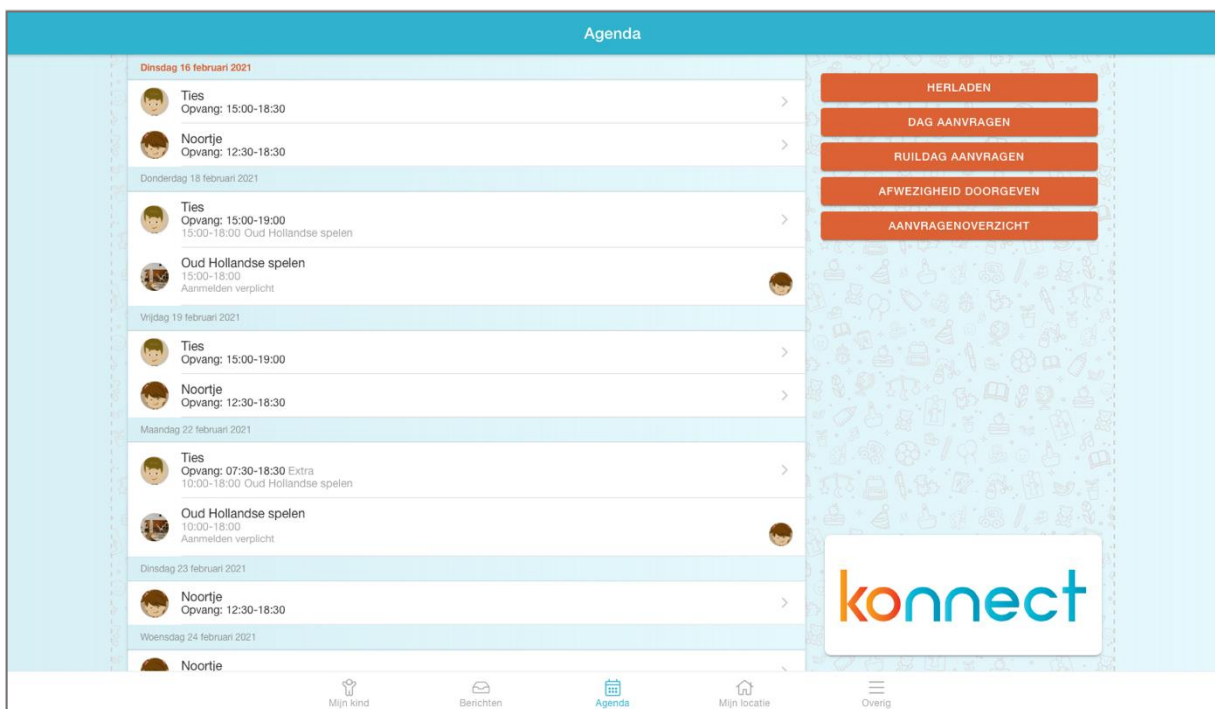 Agenda
Dinsdag 16 februari 2021
Ties
Opvang: 15:00-18:30
Noortje
Opvang: 12:30-18:30
Donderdag 18 februari 2021
Ties
Opvang: 15:00-19:00
15:00-18:00 Oud Hollandse spelen
Oud Hollandse spelen
15:00-18:00
Aanmelden verplicht
Vrijdag 19 februari 2021
Ties
Opvang: 15:00-19:00
Noortje
Opvang: 12:30-18:30
Maandag 22 februari 2021
Ties
Opvang: 07:30-18:30 Extra
10:00-18:00 Oud Hollandse spelen
Oud Hollandse spelen
10:00-18:00
Aanmelden verplicht
Dinsdag 23 februari 2021
Noortje
Opvang: 12:30-18:30
Woensdag 24 februari 2021
Noortje
HERLADEN
DAG AANVRAGEN
RUILDAG AANVRAGEN
AFWEZIGHEID DOORGEVEN
AANVRAGENOVERZICHT
konnect
Mijn kind
Berichten
Agenda
Mijn locatie
Overig